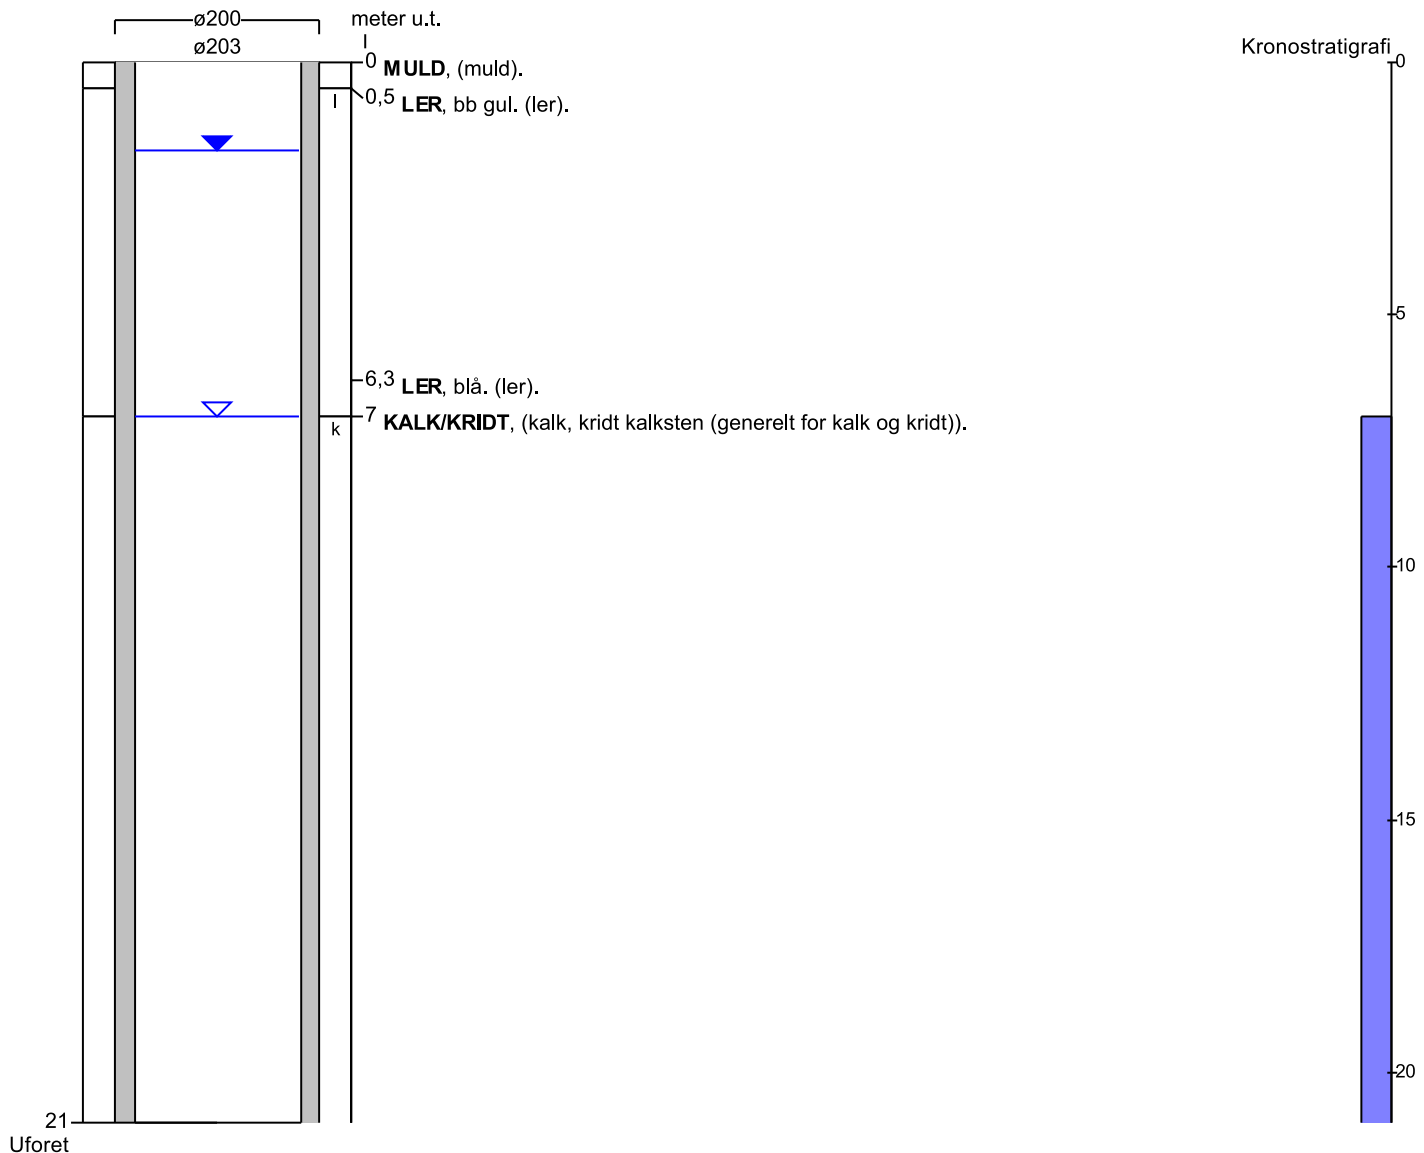 ø200 meter u.t.
ø203 Kronostratigrafi
0 MULD, (muld). 0
0,5 LER, bb gul. (ler).
l
5
6,3 LER, blå. (ler).
7 KALK/KRIDT, (kalk, kridt kalksten (generelt for kalk og kridt)).
k
10
15
20
21
Uforet